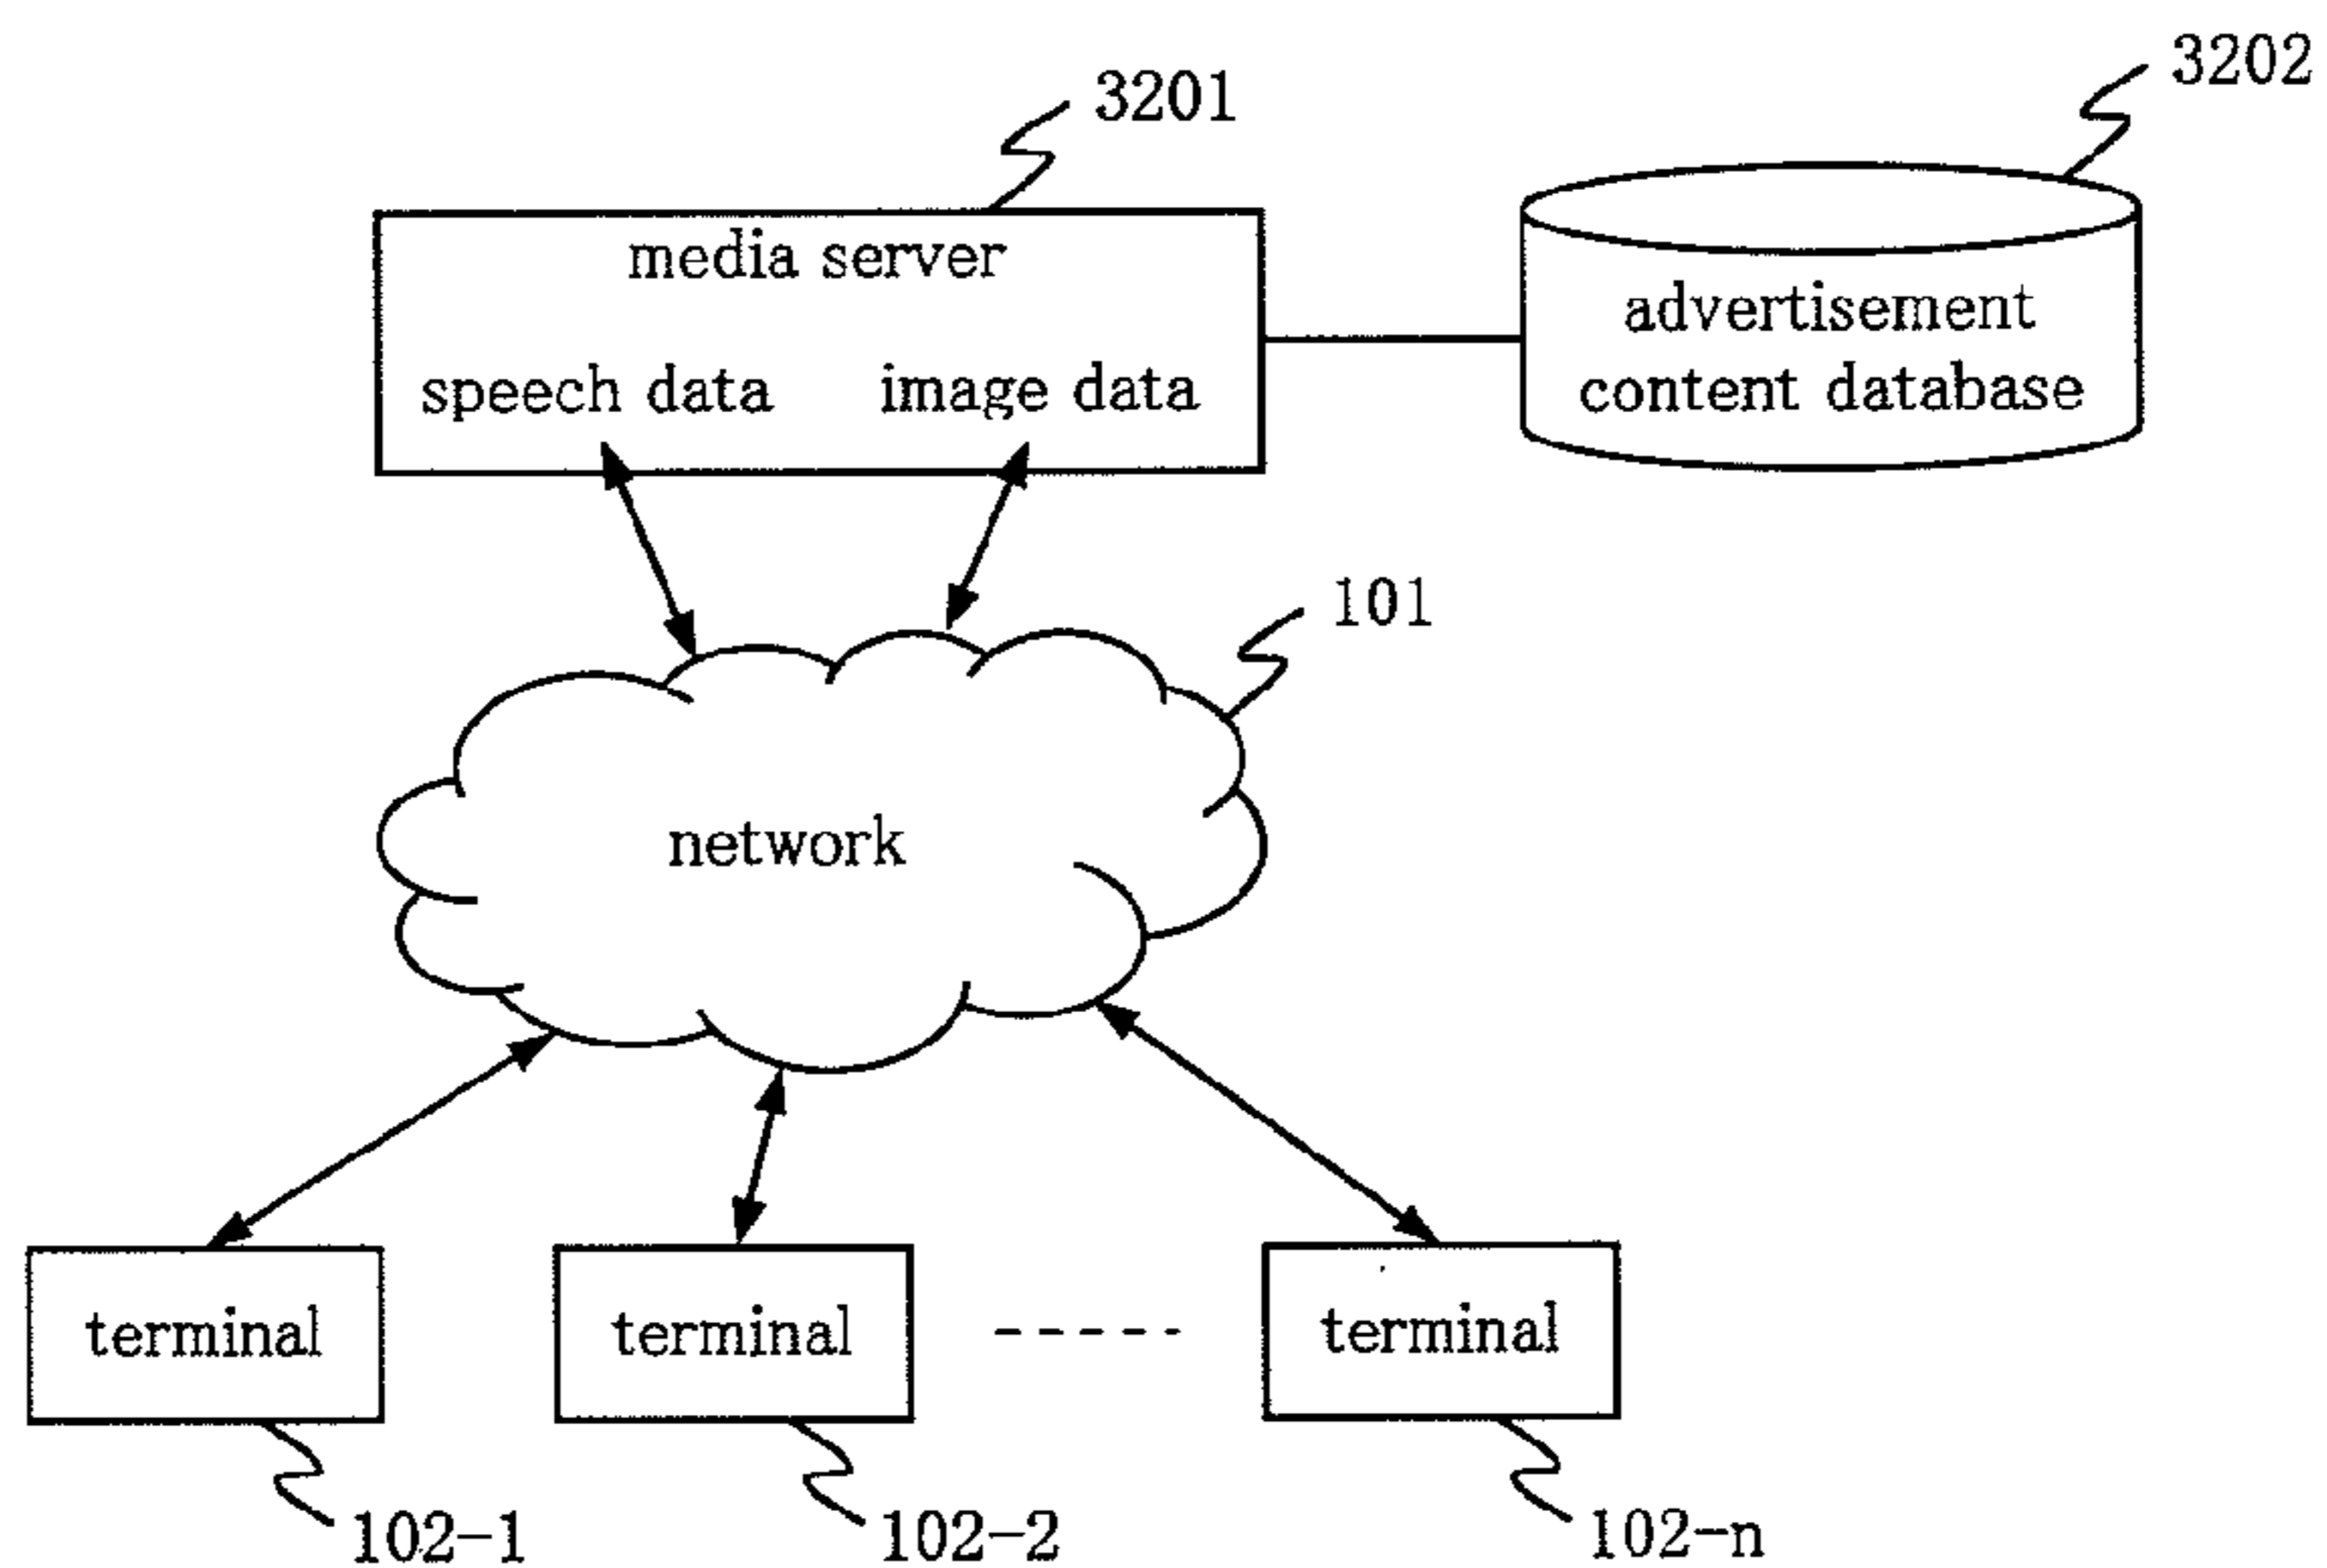 3201
3202
media server
speech data
image data
advertisement
content database
101
network
terminal
terminal
terminal
102-1
102-2
102-n